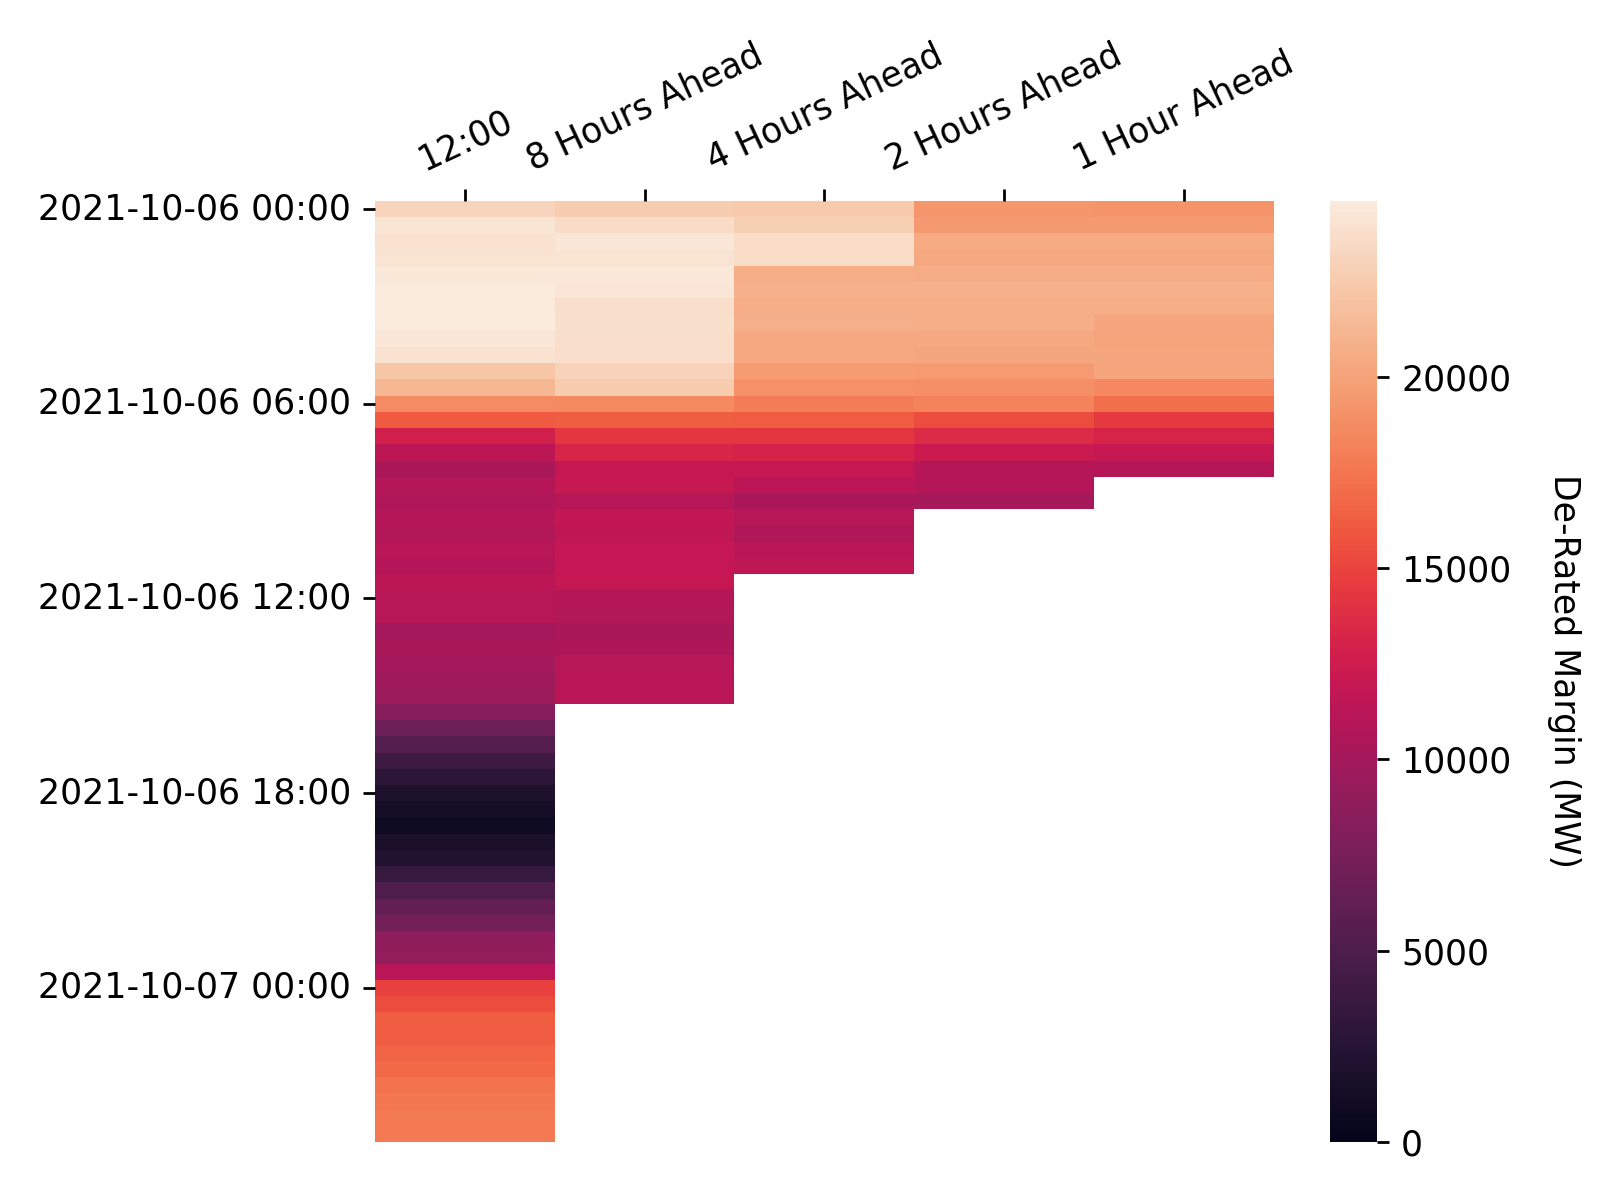 12:00
8 Hours Ahead
4 Hours Ahead
2 Hours Ahead
1 Hour Ahead
2021-10-06 00:00
2021-10-06 06:00
2021-10-06 12:00
2021-10-06 18:00
2021-10-07 00:00
20000
15000
10000
5000
0
De-Rated Margin (MW)